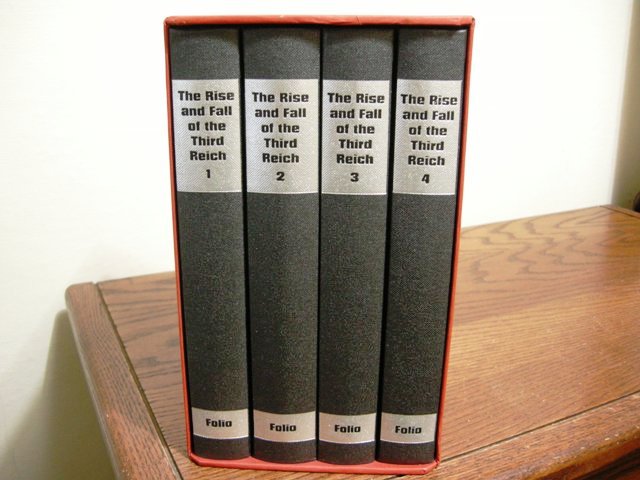 The Rise
and Fall
of the
Third
Reich
1
Folio
The Rise
and Fall
of the
Third
Reich
2
Folio
The Rise
and Fall
of the
Third
Reich
3
Folio
The Rise
and Fall
of the
Third
Reich
4
Folio